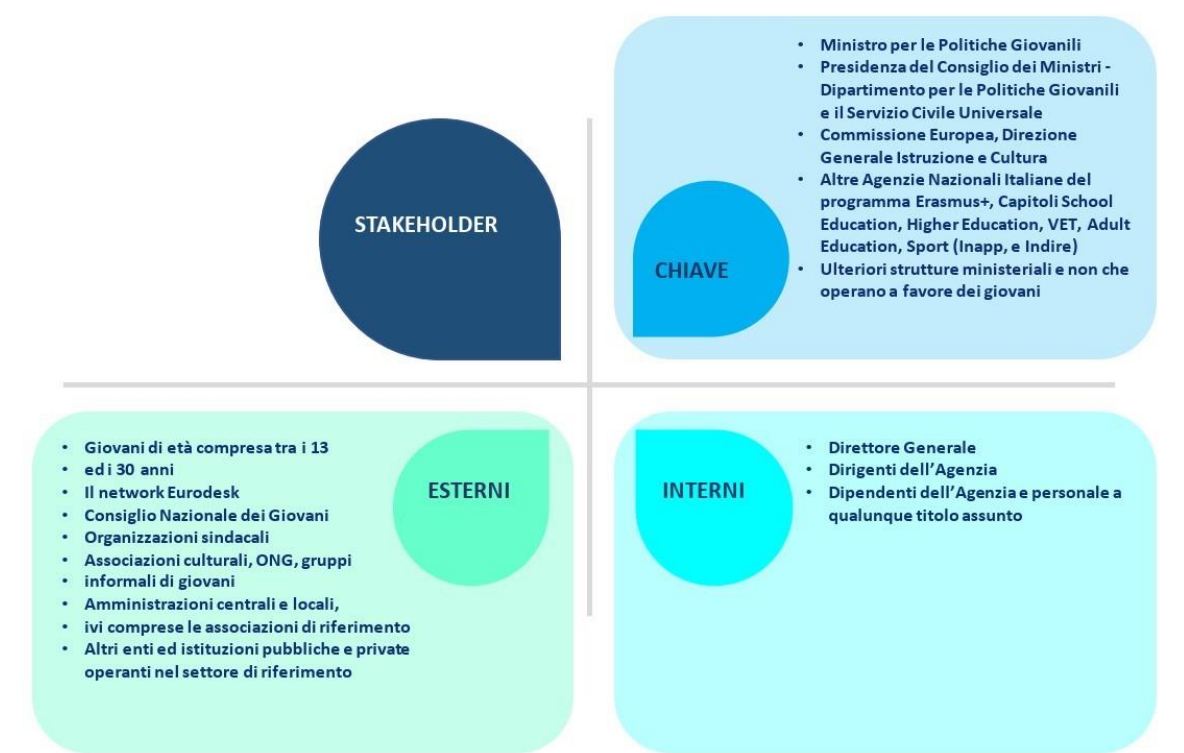 STAKEHOLDER
CHIAVE
• Ministro per le Politiche Giovanili
• Presidenza del Consiglio dei Ministri -
Dipartimento per le Politiche Giovanili
e il Servizio Civile Universale
• Commissione Europea, Direzione
Generale Istruzione e Cultura
• Altre Agenzie Nazionali Italiane del
programma Erasmus+, Capitoli School
Education, Higher Education, VET, Adult
Education, Sport (Inapp, e Indire)
• Ulteriori strutture ministeriali e non che
operano a favore dei giovani
ESTERNI
• Giovani di età compresa tra i 13
• ed i 30 anni
• Il network Eurodesk
• Consiglio Nazionale dei Giovani
• Organizzazioni sindacali
• Associazioni culturali, ONG, gruppi
• informali di giovani
• Amministrazioni centrali e locali,
• ivi comprese le associazioni di riferimento
• Altri enti ed istituzioni pubbliche e private
operanti nel settore di riferimento
INTERNI
• Direttore Generale
• Dirigenti dell’Agenzia
• Dipendenti dell’Agenzia e personale a
qualunque titolo assunto